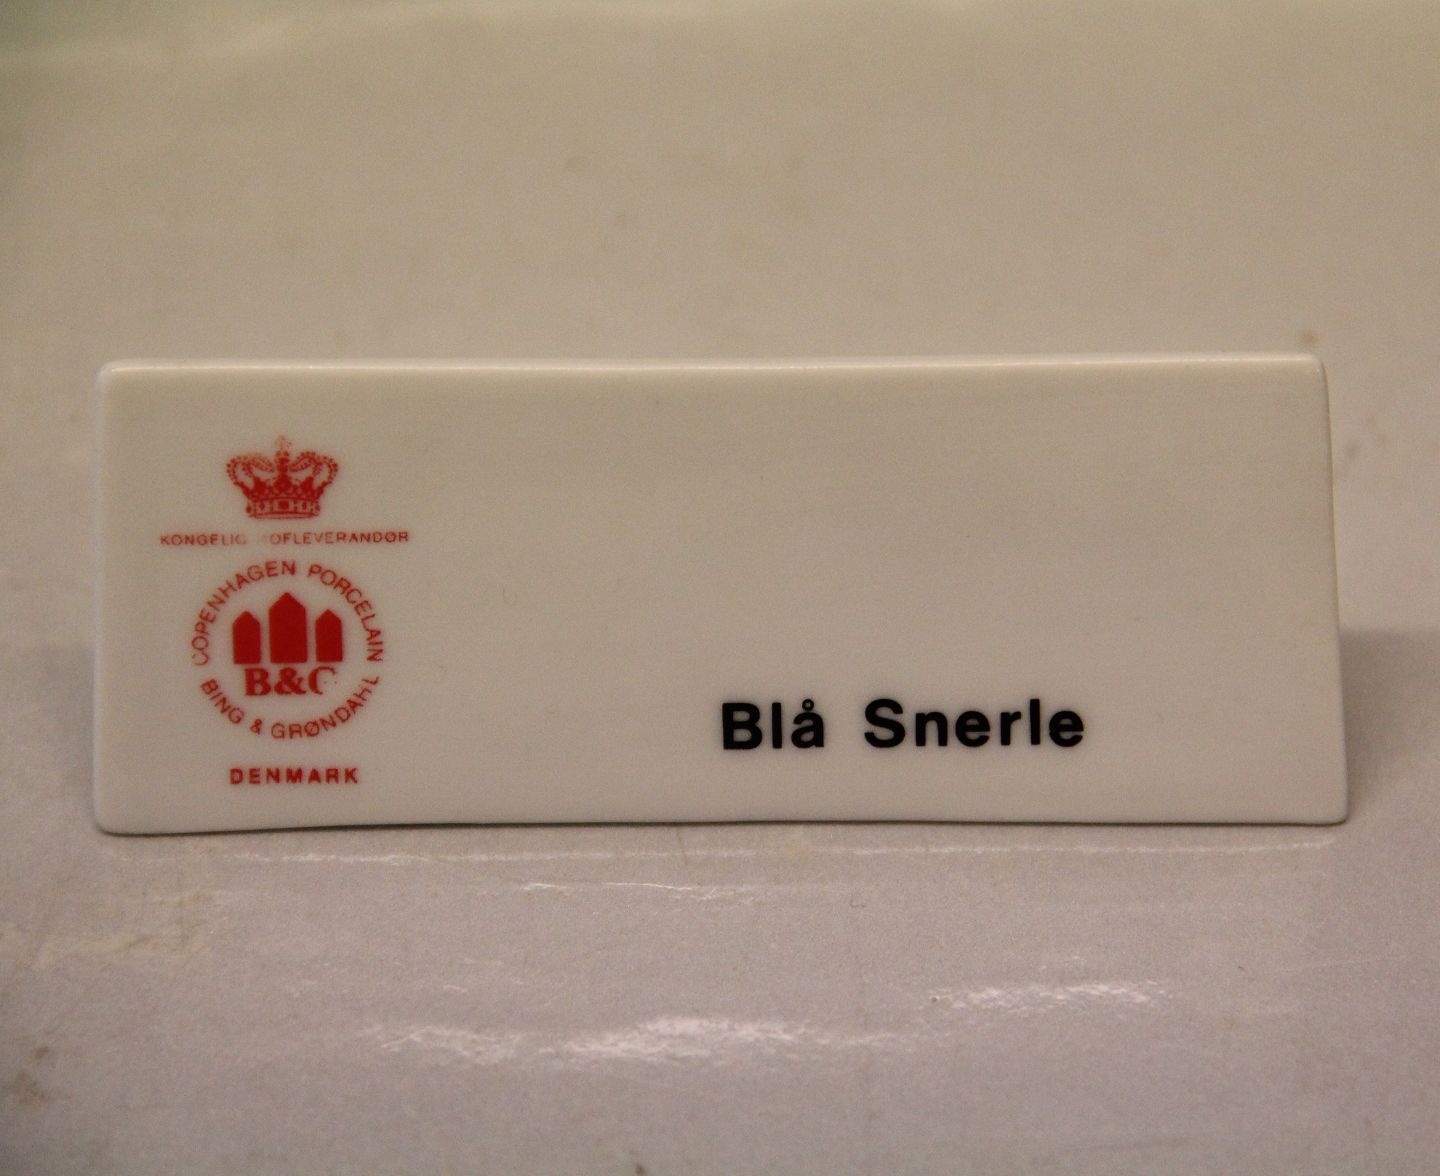 KONGELIG HOFLEVERANDØR
COPENHAGEN PORCELAIN
B&G
BING & GRØNDAHL
DENMARK
Blå Snerle